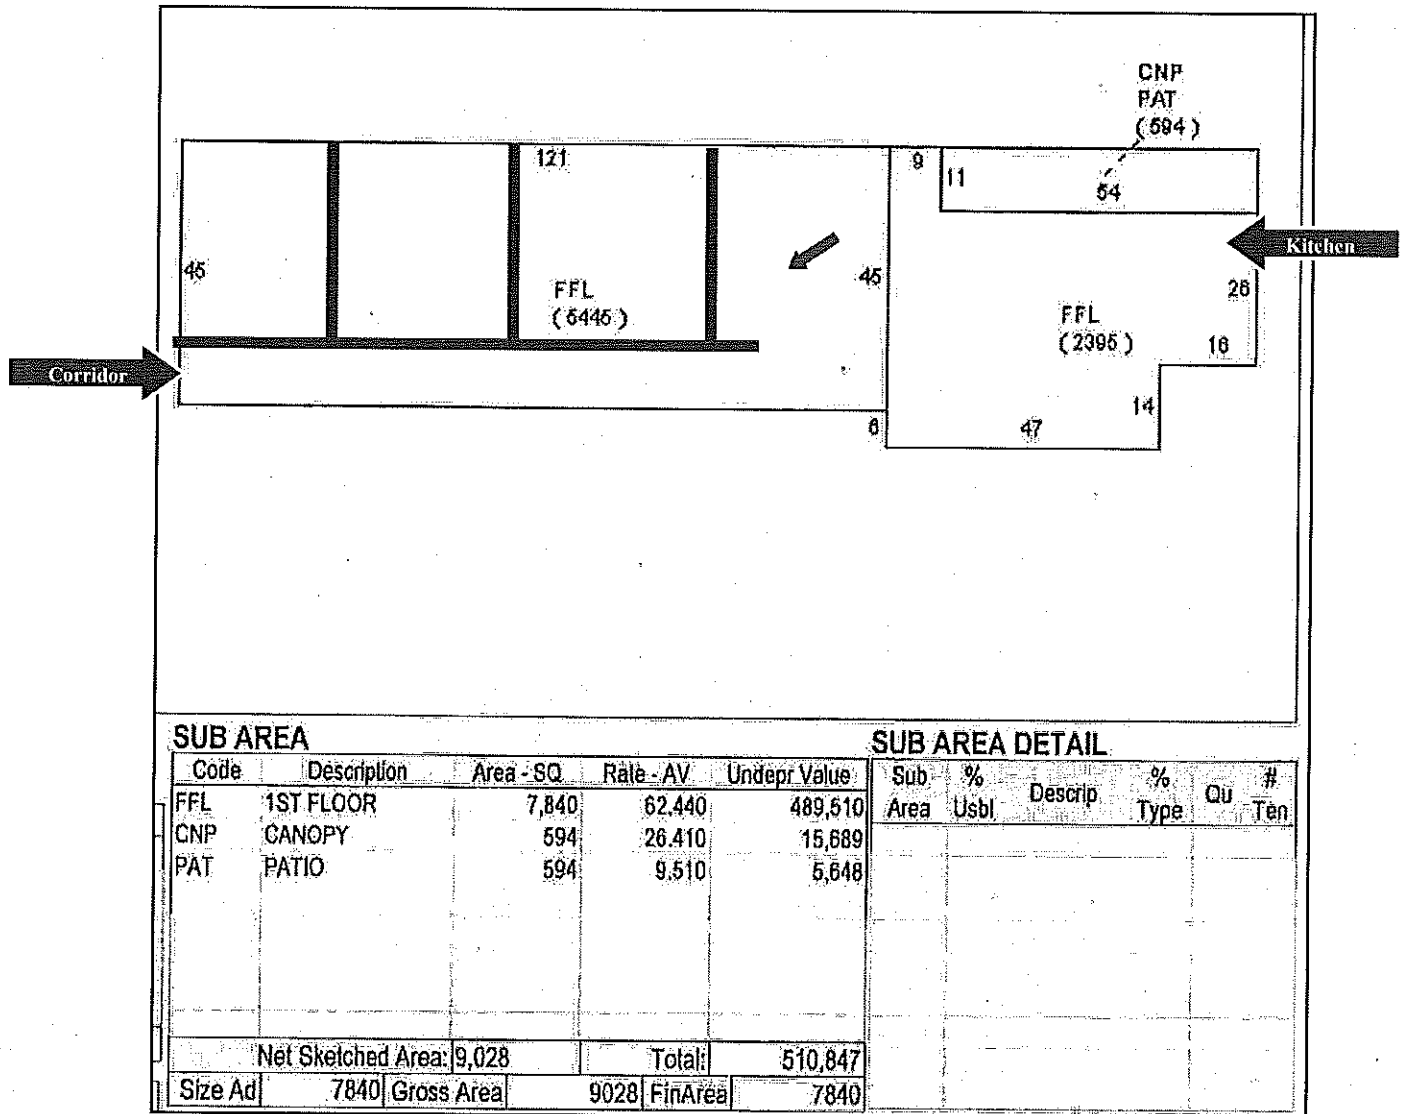 CNP
PAT
( 594 )
121
9
11
54
45
45
Kitchen
26
FFL
( 5445 )
FFL
( 2395 )
16
Corridor
14
6
47
SUB AREA
Code Description Area - SQ Rate - AV Undepr Value
FFL 1ST FLOOR 7,840 62.440 489,510
CNP CANOPY 594 26.410 15,689
PAT PATIO 594 9.510 5,648
Net Sketched Area: 9,028 Total: 510,847
Size Ad 7840 Gross Area 9028 FinArea 7840
SUB AREA DETAIL
Sub Area % Usbl Descrip % Type Qu # Ten